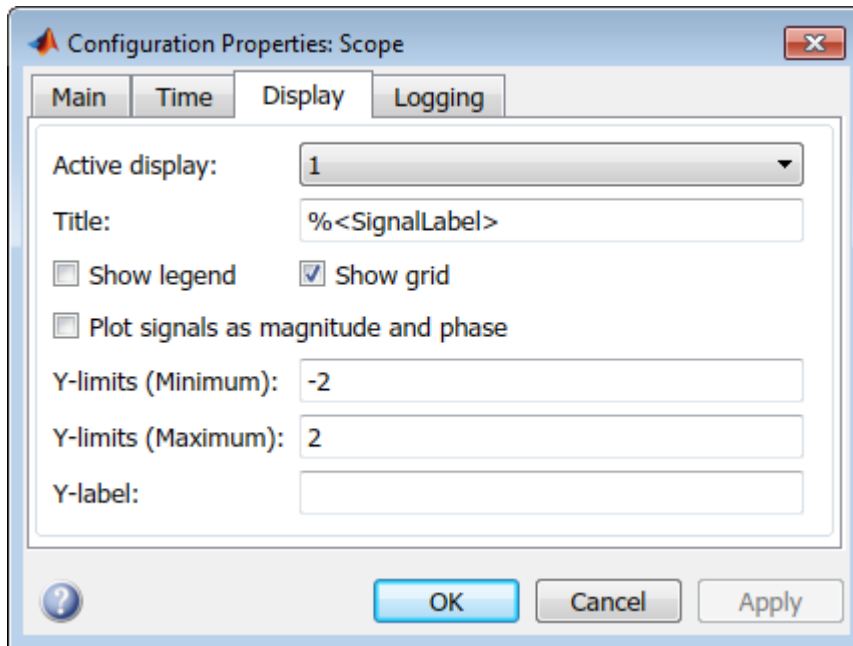 Configuration Properties: Scope
Main Time Display Logging
Active display: 1
Title: %<SignalLabel>
Show legend Show grid
Plot signals as magnitude and phase
Y-limits (Minimum): -2
Y-limits (Maximum): 2
Y-label:
? OK Cancel Apply